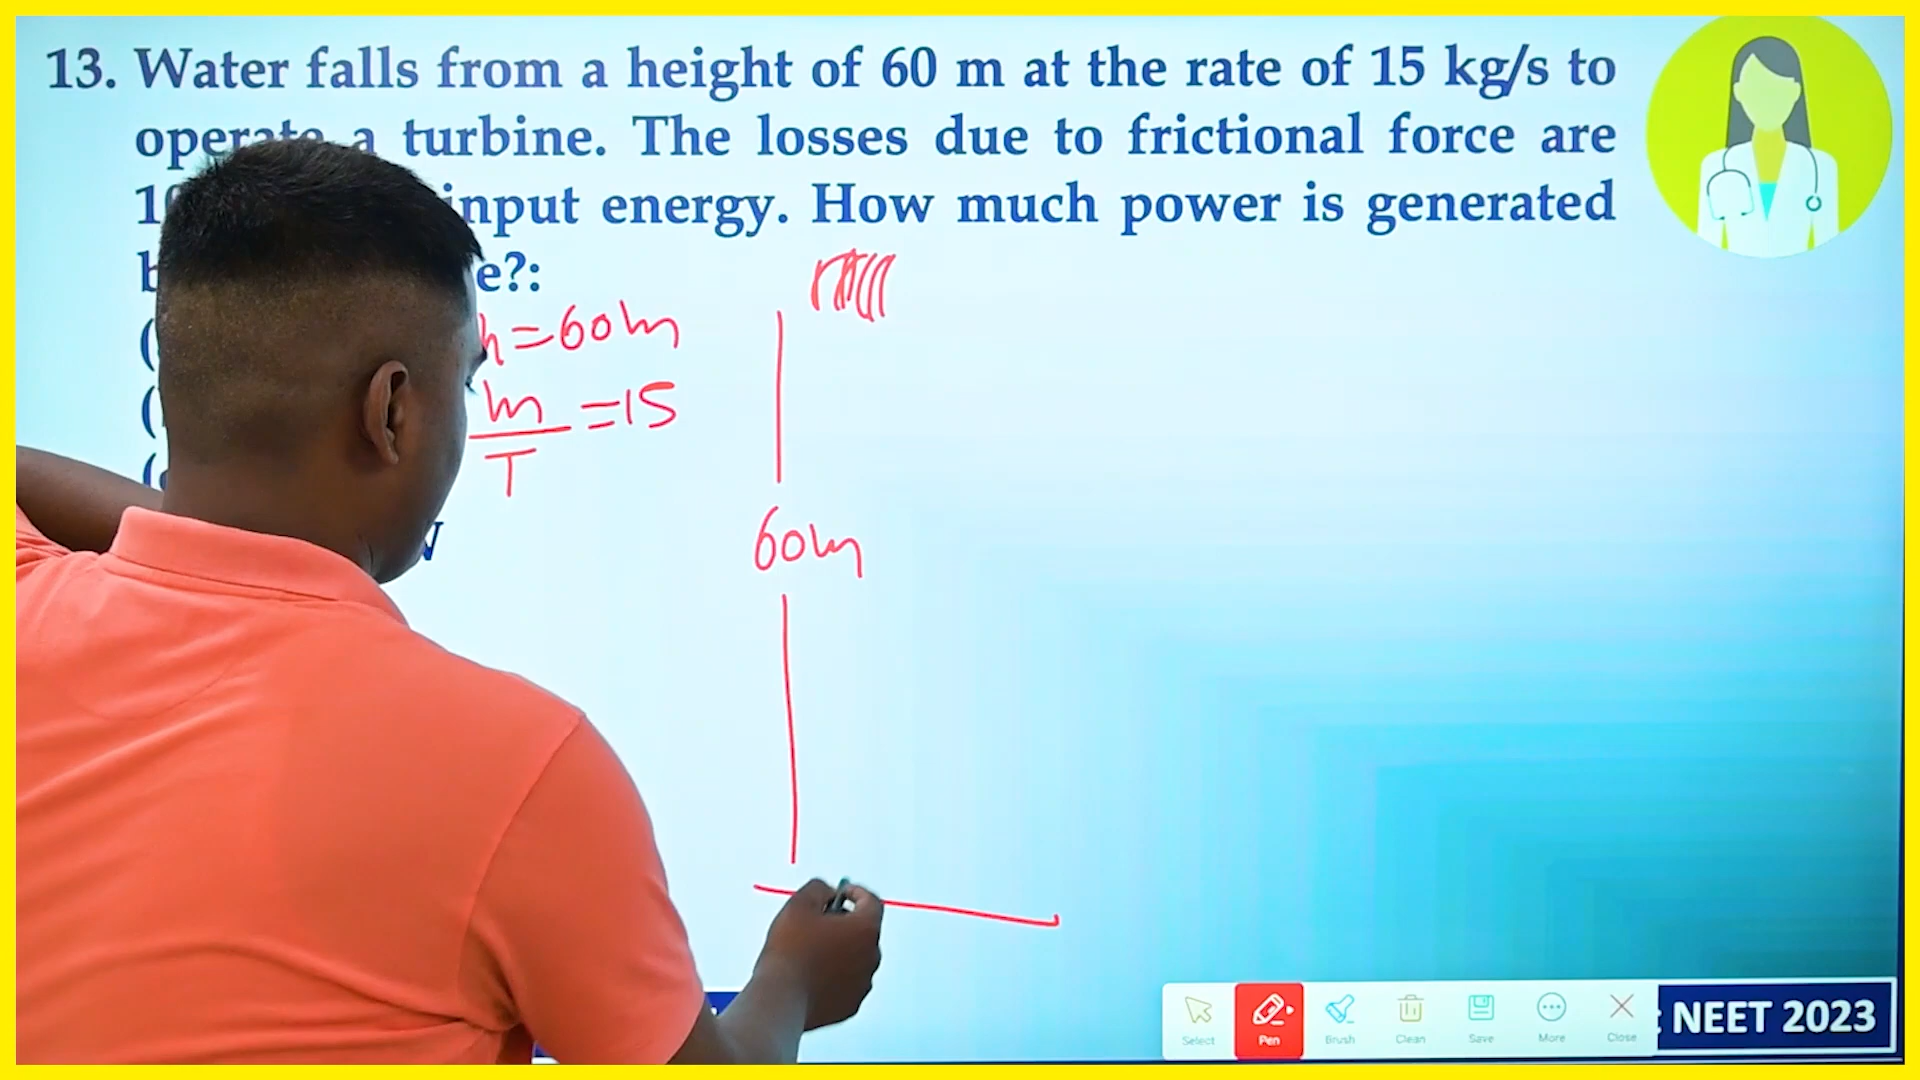 13. Water falls from a height of 60 m at the rate of 15 kg/s to
operate a turbine. The losses due to frictional force are
input energy. How much power is generated
h=60m
m/T =15
60m
Select Pen Brush Clean Save More Close
NEET 2023